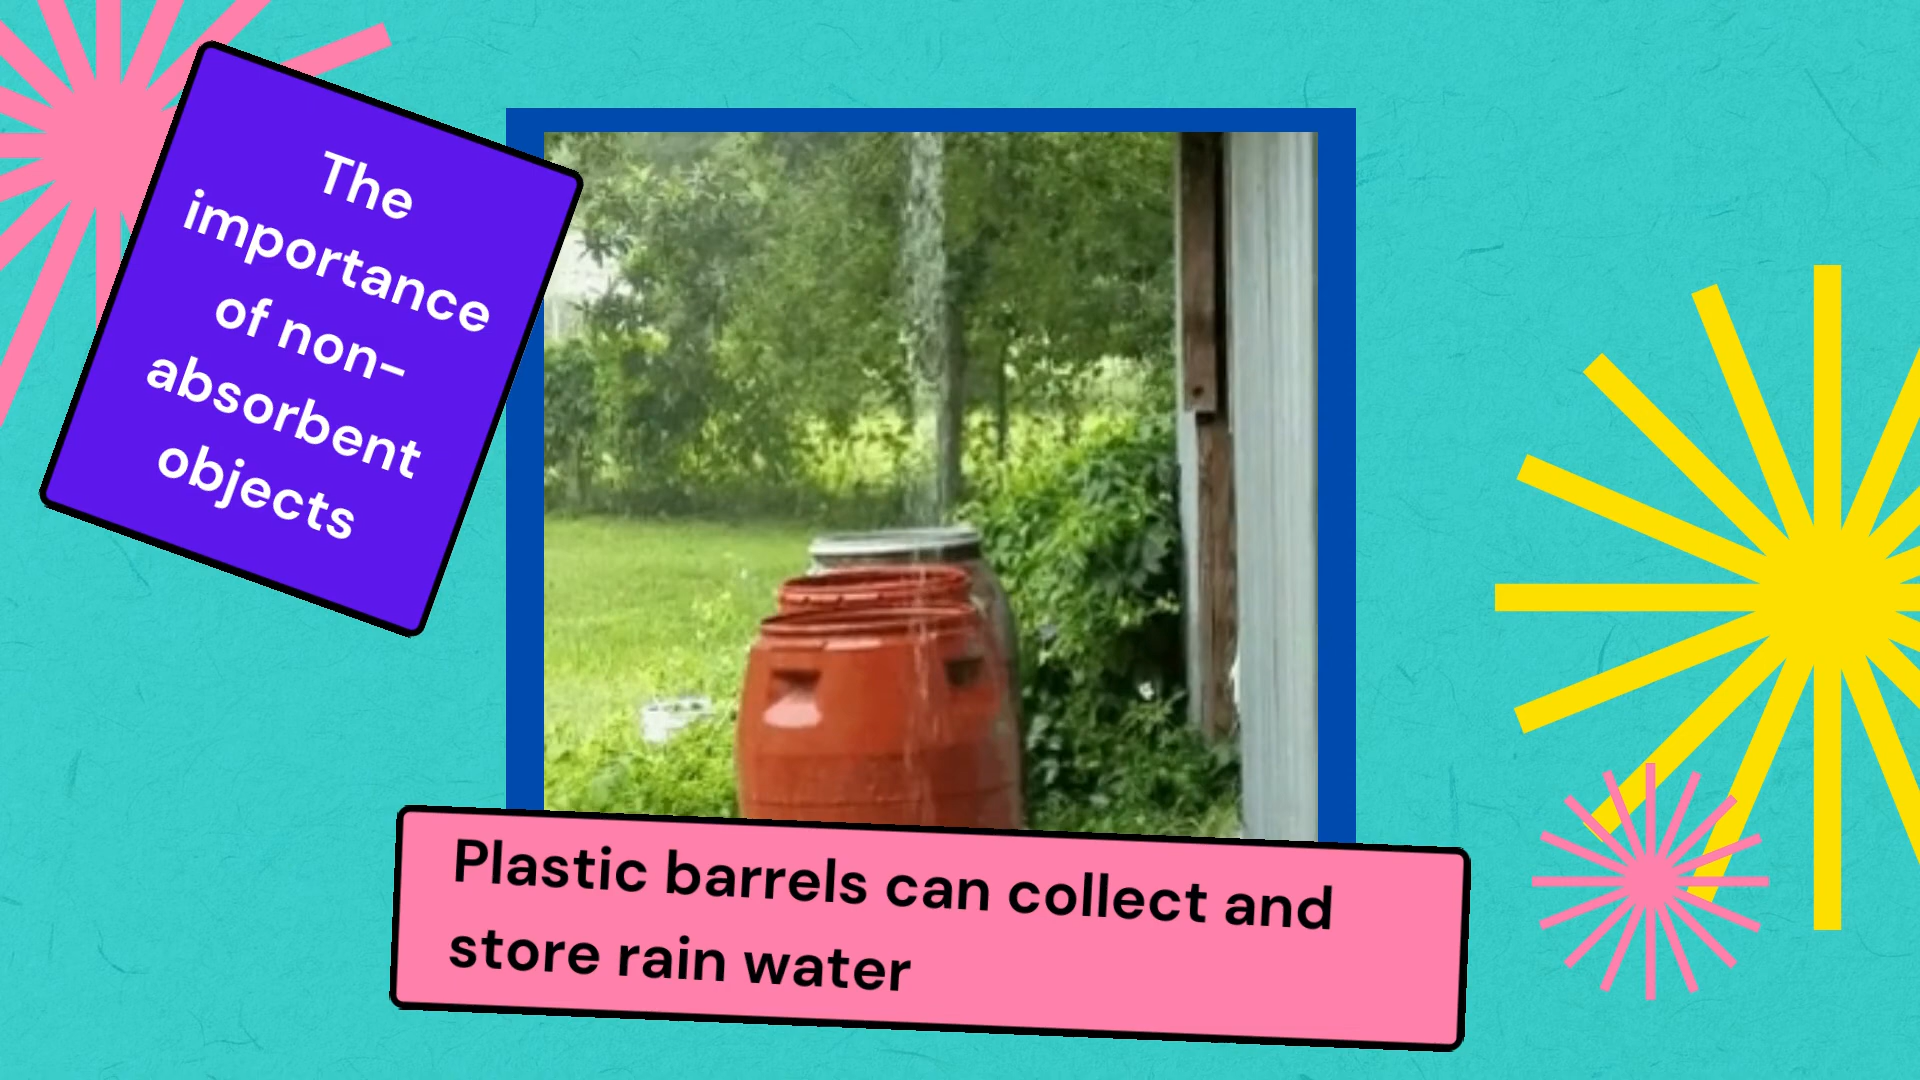 The
importance
of non-
absorbent
objects
Plastic barrels can collect and
store rain water